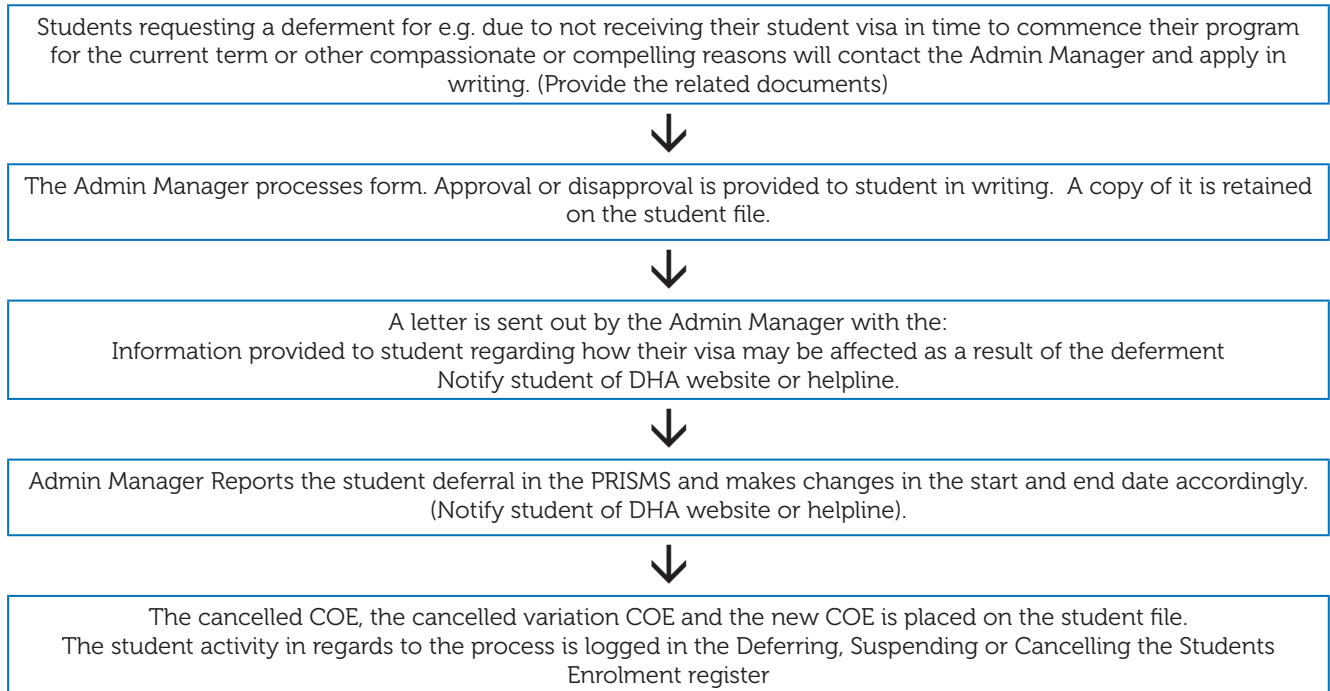 Students requesting a deferment for e.g. due to not receiving their student visa in time to commence their program
for the current term or other compassionate or compelling reasons will contact the Admin Manager and apply in
writing. (Provide the related documents)
The Admin Manager processes form. Approval or disapproval is provided to student in writing.  A copy of it is retained
on the student file.
A letter is sent out by the Admin Manager with the:
Information provided to student regarding how their visa may be affected as a result of the deferment
Notify student of DHA website or helpline.
Admin Manager Reports the student deferral in the PRISMS and makes changes in the start and end date accordingly.
(Notify student of DHA website or helpline).
The cancelled COE, the cancelled variation COE and the new COE is placed on the student file.
The student activity in regards to the process is logged in the Deferring, Suspending or Cancelling the Students
Enrolment register